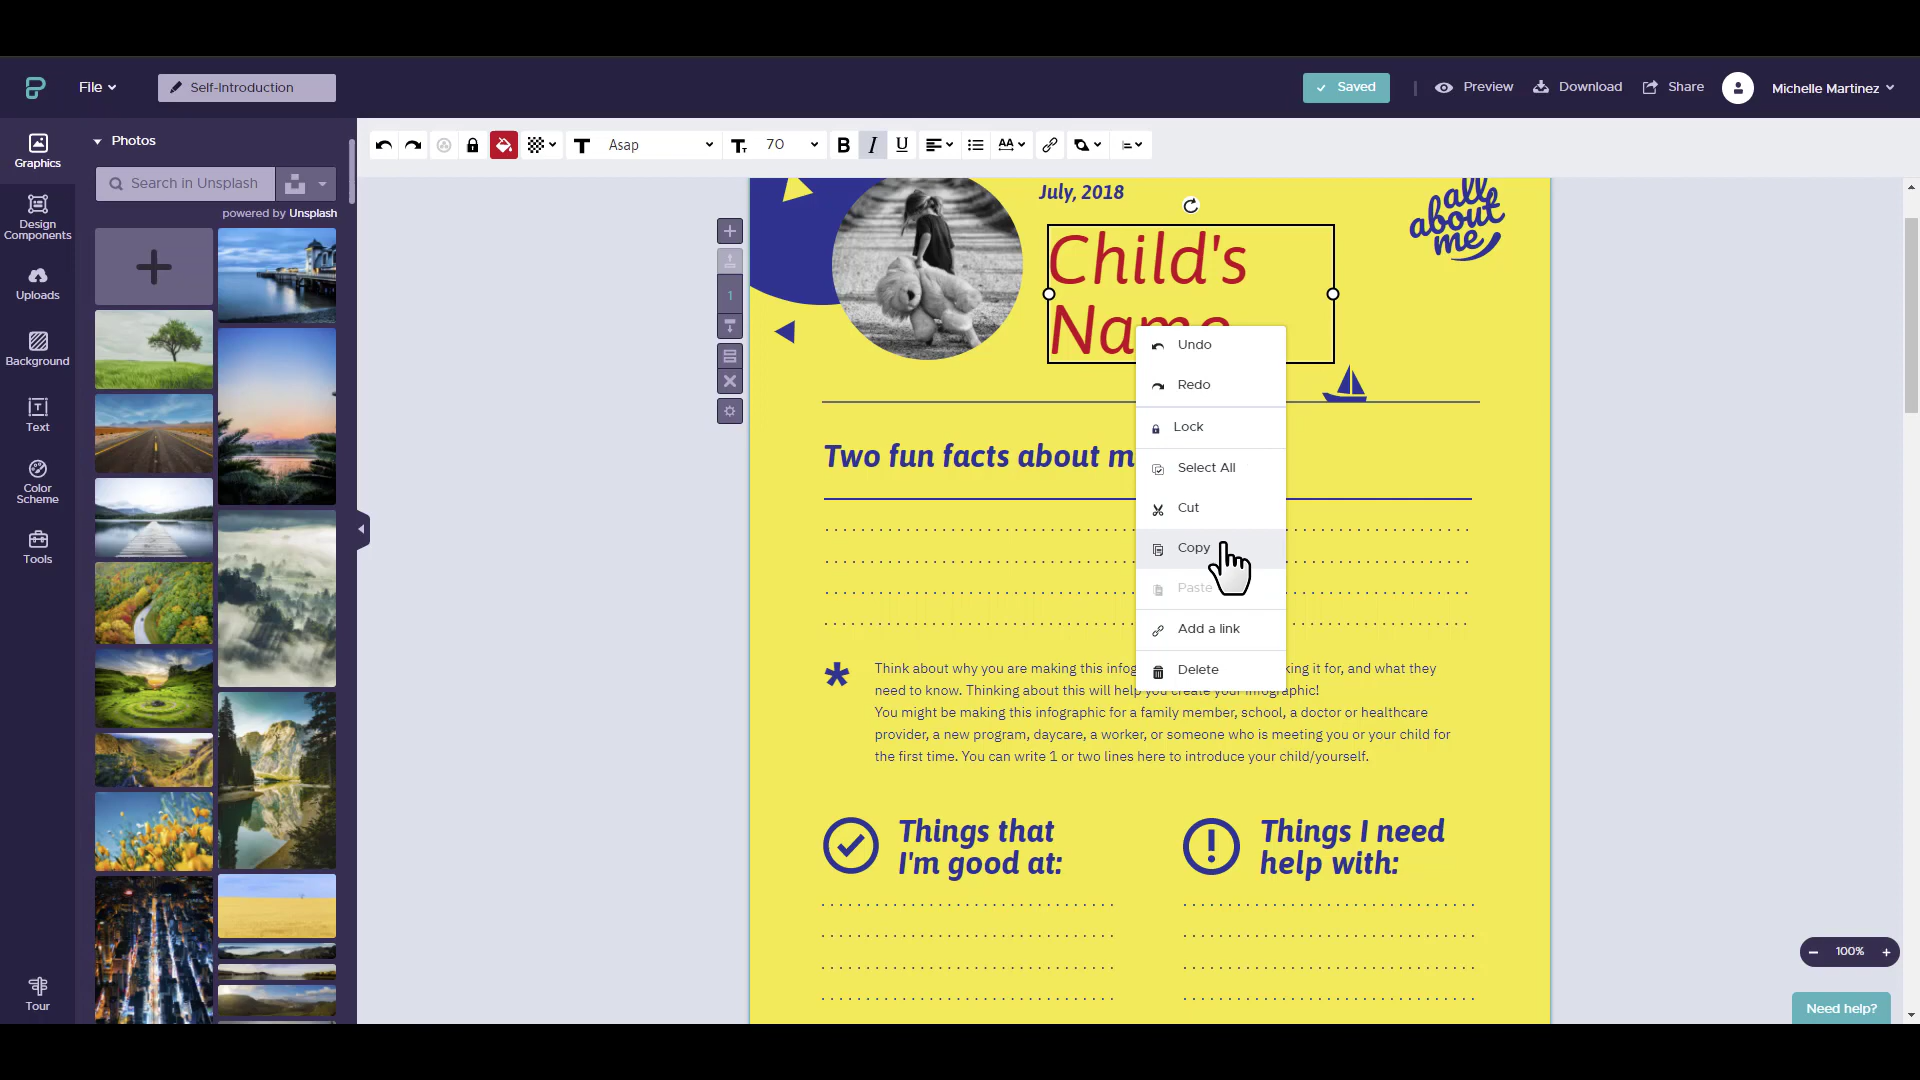 File
Self-Introduction
Saved
Preview
Download
Share
Michelle Martinez
Graphics
Design
Components
Uploads
Background
Text
Color
Scheme
Tools
Tour
Photos
Search in Unsplash
powered by Unsplash
Asap
70
B
I
U
AA
1
July, 2018
all
about
me
Child's
Name
Undo
Redo
Lock
Select All
Cut
Copy
Paste
Add a link
Delete
Two fun facts about m
* Think about why you are making this infog king it for, and what they
need to know. Thinking about this will help you create your infographic!
You might be making this infographic for a family member, school, a doctor or healthcare
provider, a new program, daycare, a worker, or someone who is meeting you or your child for
the first time. You can write 1 or two lines here to introduce your child/yourself.
Things that
I'm good at:
Things I need
help with:
100%
Need help?